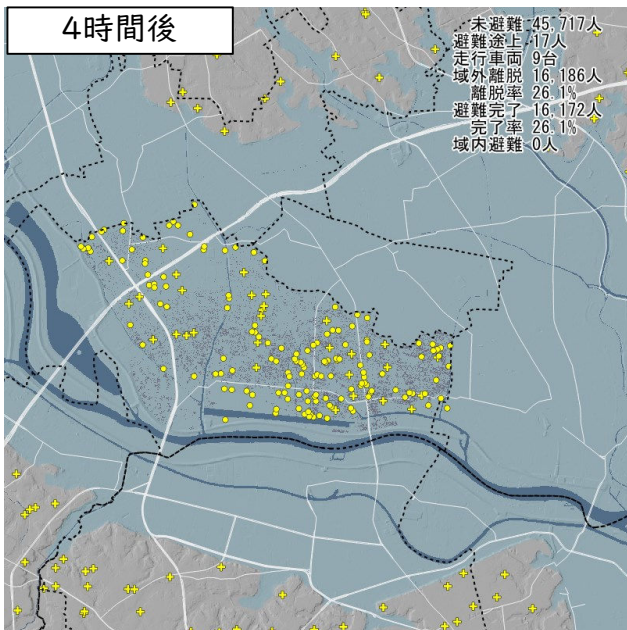 4時間後
未避難 45,717人
避難途上 17人
走行車両 9台
域外離脱 16,186人
離脱率 26.1%
避難完了 16,172人
完了率 26.1%
域内避難 0人